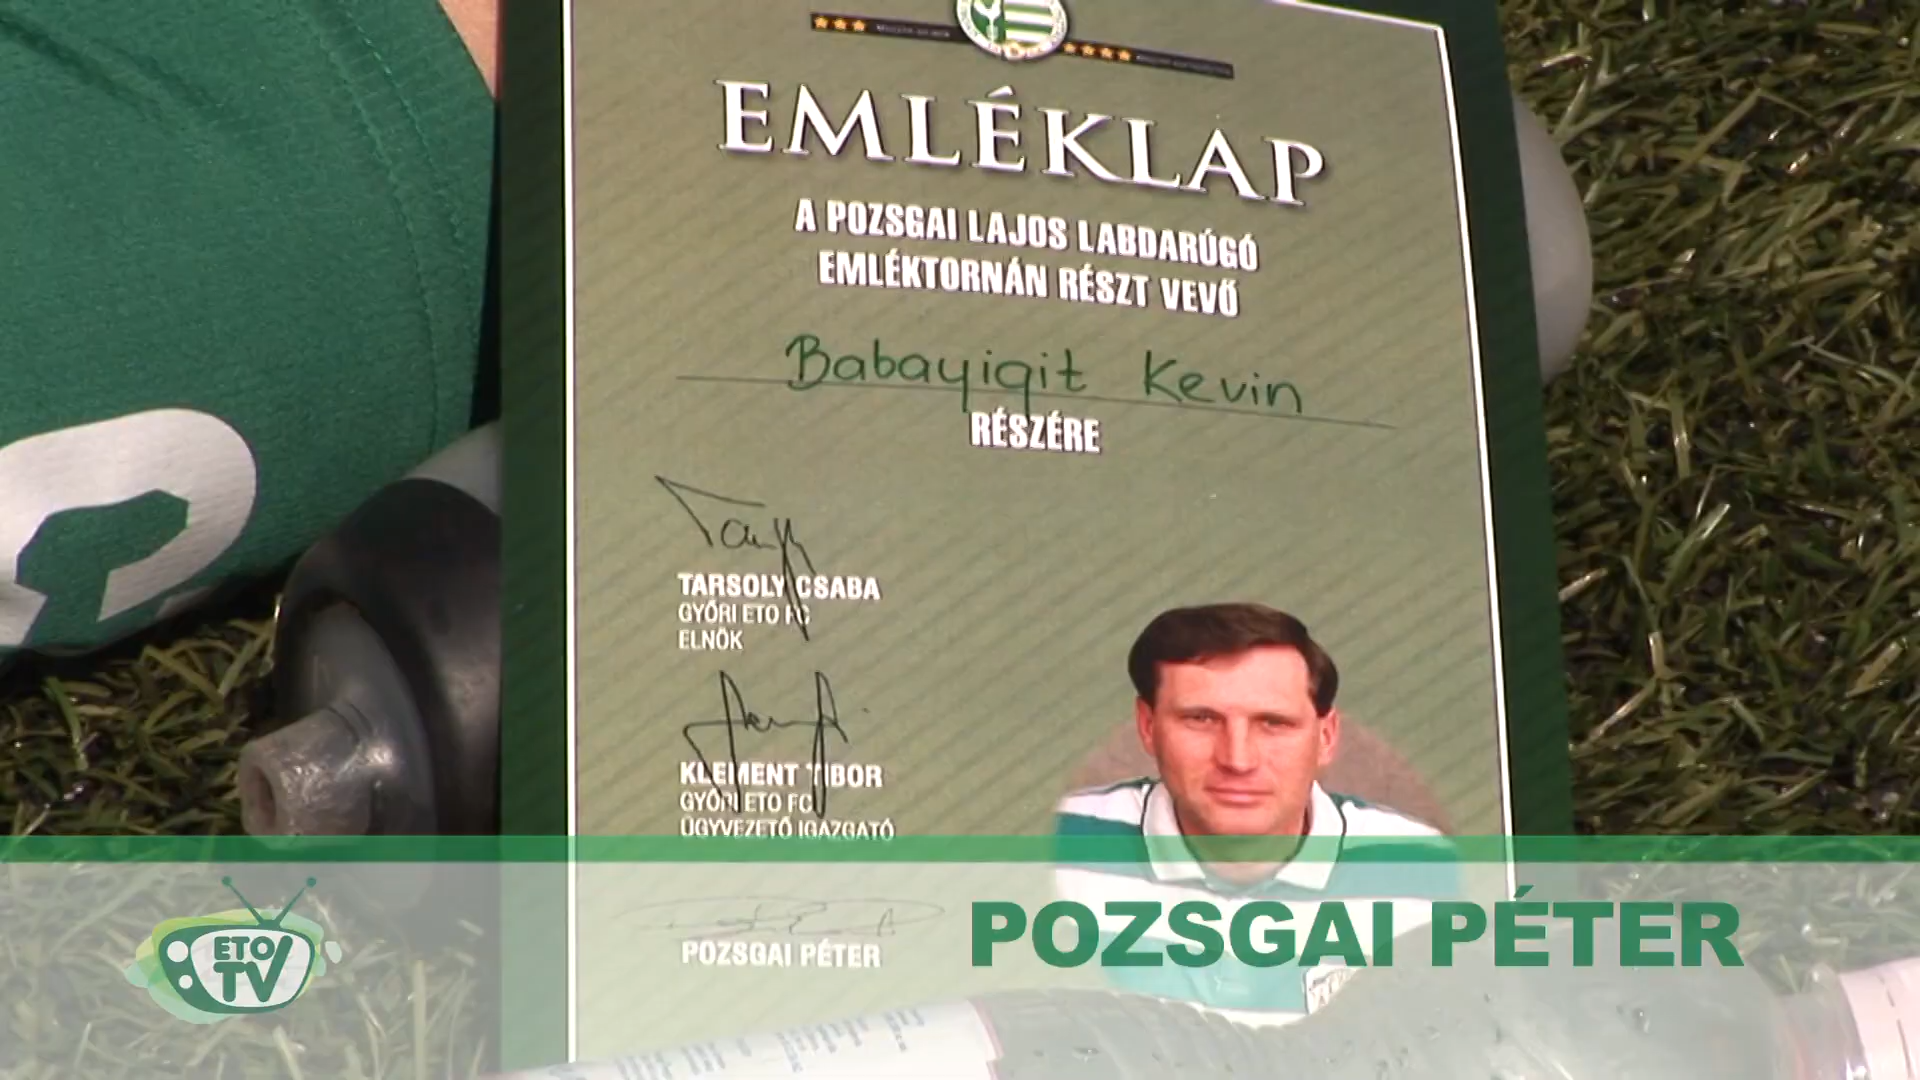 EMLÉKLAP
A POZSGAI LAJOS LABDARÚGÓ
EMLÉKTORNÁN RÉSZT VEVŐ
Babayigit Kevin
RÉSZÉRE
TARSOLY CSABA
GYŐRI ETO FC
ELNÖK
KLEMENT TIBOR
GYŐRI ETO FC
ÜGYVEZETŐ IGAZGATÓ
POZSGAI PÉTER
ETO
TV
POZSGAI PÉTER